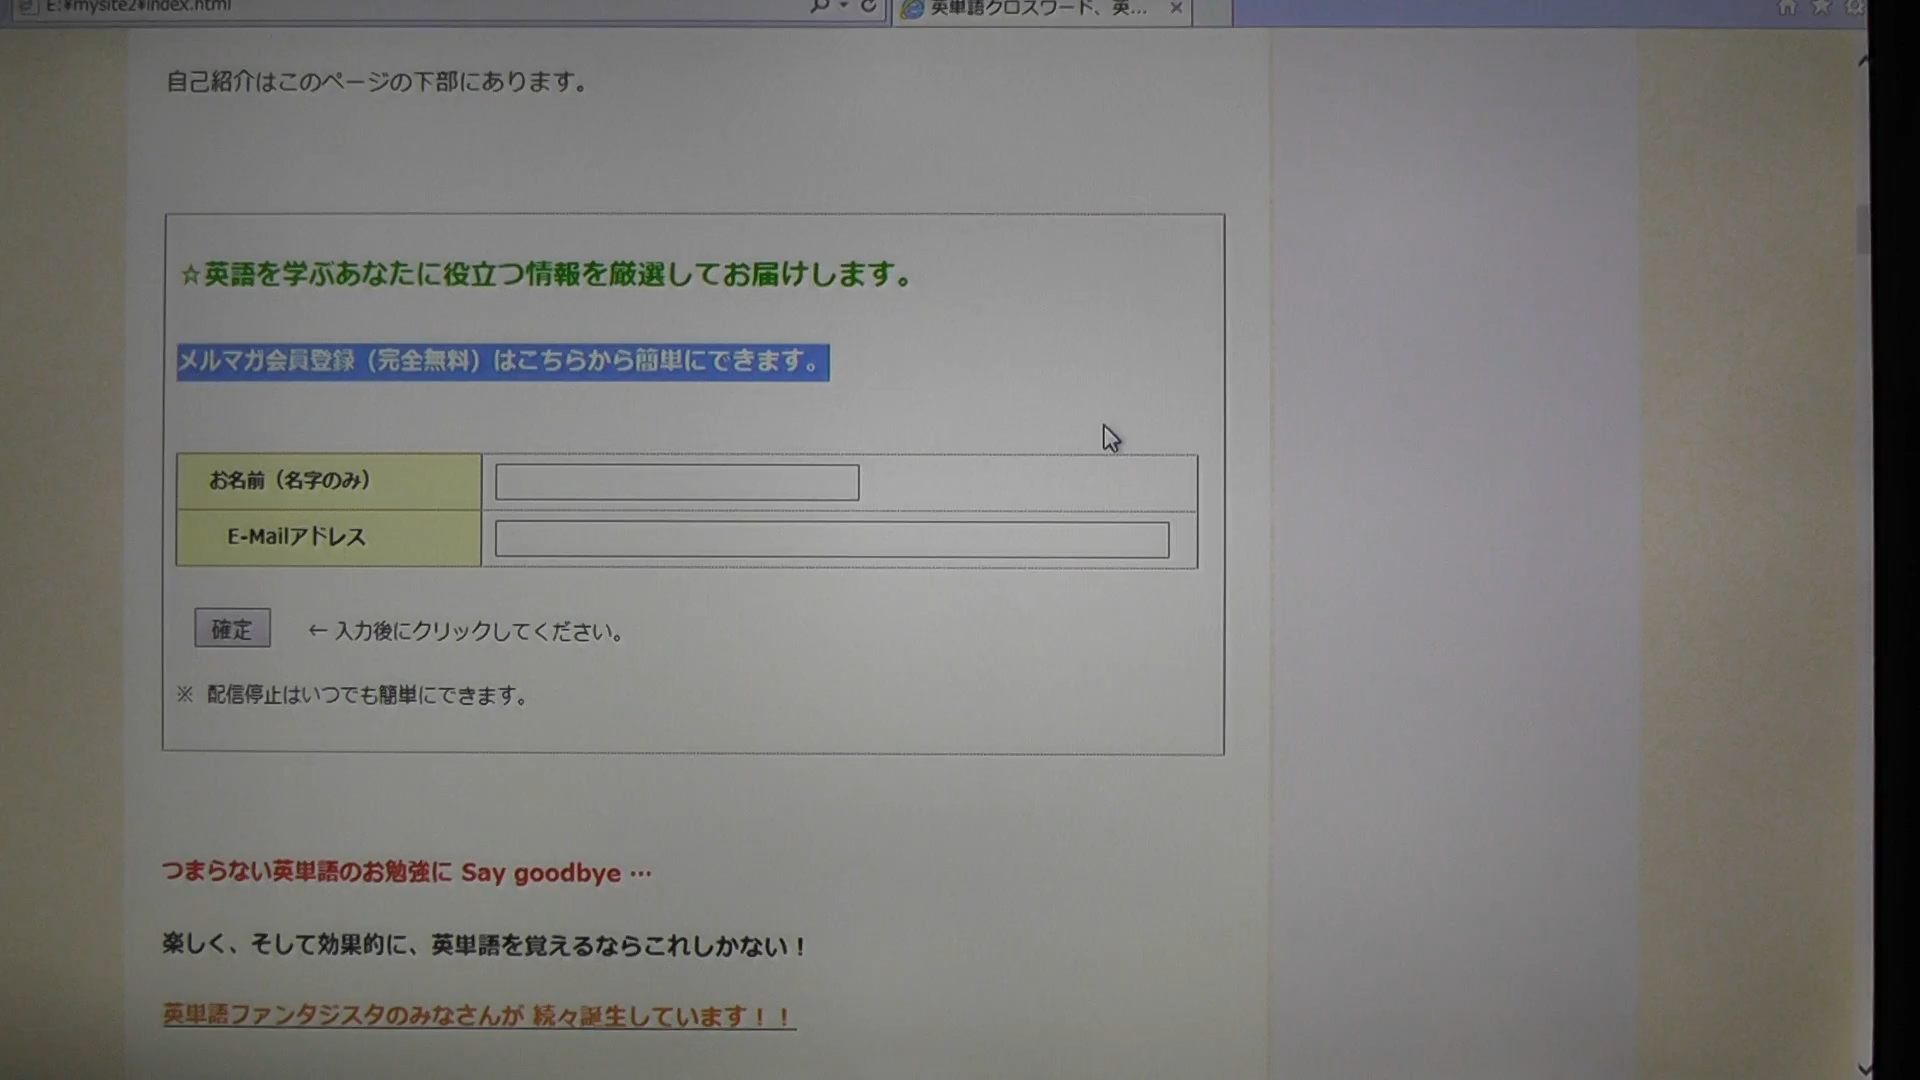 E:¥mysite2¥index.html
英単語クロスワード、英...
自己紹介はこのページの下部にあります。
☆英語を学ぶあなたに役立つ情報を厳選してお届けします。
メルマガ会員登録（完全無料）はこちらから簡単にできます。
お名前（名字のみ）
E-Mailアドレス
確定 ← 入力後にクリックしてください。
※ 配信停止はいつでも簡単にできます。
つまらない英単語のお勉強に Say goodbye …
楽しく、そして効果的に、英単語を覚えるならこれしかない！
英単語ファンタジスタのみなさんが 続々誕生しています！！